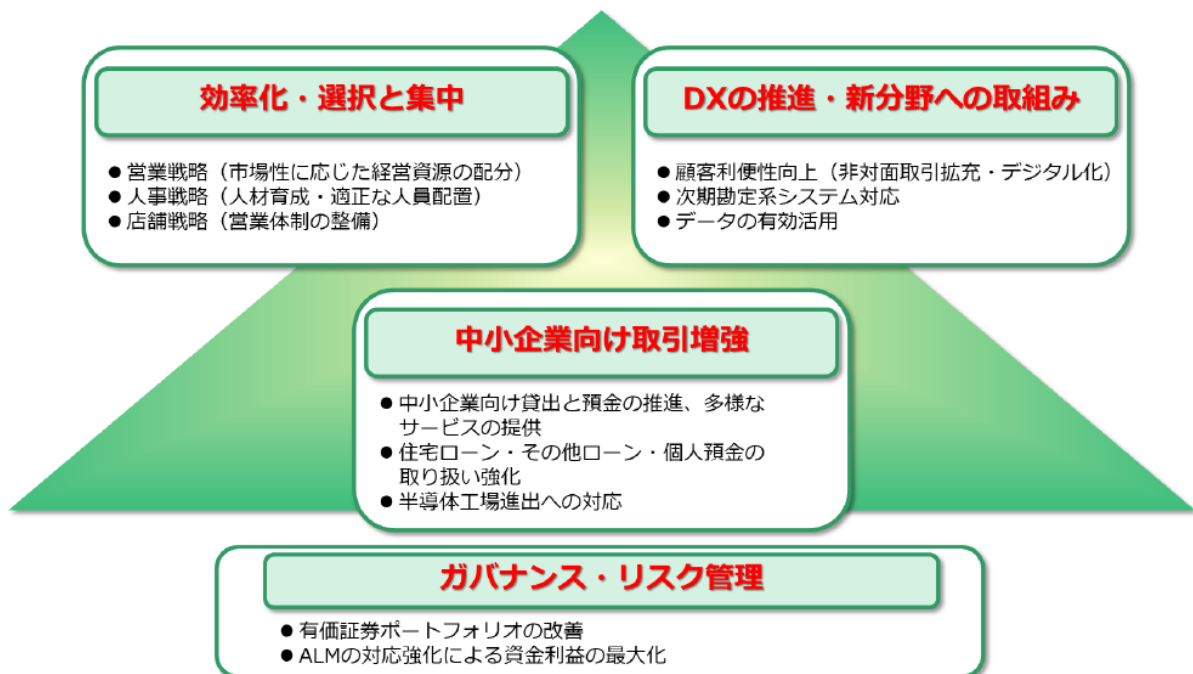 効率化・選択と集中
● 営業戦略（市場性に応じた経営資源の配分）
● 人事戦略（人材育成・適正な人員配置）
● 店舗戦略（営業体制の整備）
DXの推進・新分野への取組み
● 顧客利便性向上（非対面取引拡充・デジタル化）
● 次期勘定系システム対応
● データの有効活用
中小企業向け取引増強
● 中小企業向け貸出と預金の推進、多様な
サービスの提供
● 住宅ローン・その他ローン・個人預金の
取り扱い強化
● 半導体工場進出への対応
ガバナンス・リスク管理
● 有価証券ポートフォリオの改善
● ALMの対応強化による資金利益の最大化